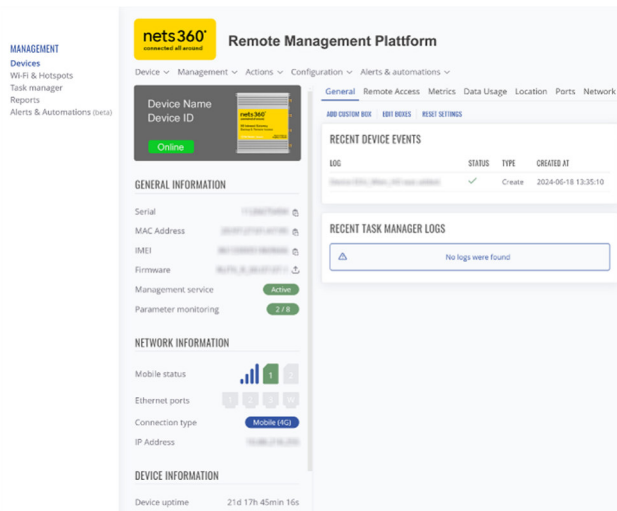 nets360°
connected all around
Remote Management Plattform
MANAGEMENT
Devices
Wi-Fi & Hotspots
Task manager
Reports
Alerts & Automations (beta)
Device Management Actions Configuration Alerts & automations
Device Name
Device ID
Online
nets360°
General Remote Access Metrics Data Usage Location Ports Network
ADD CUSTOM BOX EDIT BOXES RESET SETTINGS
RECENT DEVICE EVENTS
LOG STATUS TYPE CREATED AT
Create 2024-06-18 13:35:10
RECENT TASK MANAGER LOGS
No logs were found
GENERAL INFORMATION
Serial
MAC Address
IMEI
Firmware
Management service Active
Parameter monitoring 2 / 8
NETWORK INFORMATION
Mobile status 1 2
Ethernet ports 1 2 3 W
Connection type Mobile (4G)
IP Address
DEVICE INFORMATION
Device uptime 21d 17h 45min 16s